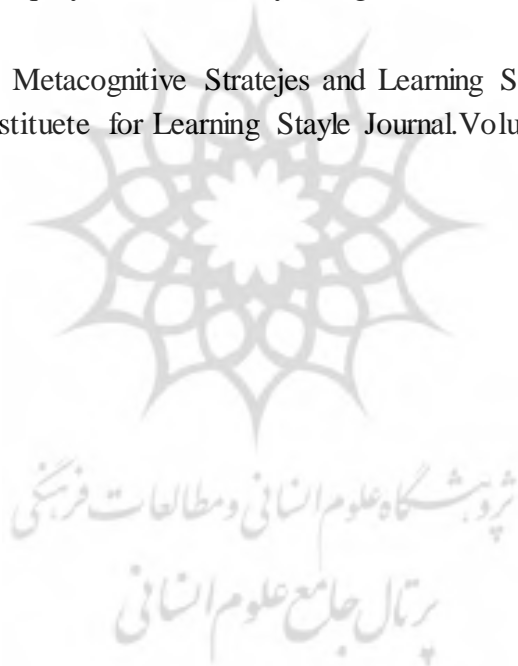 Metacognitive Stratejes and Learning S
stituete for Learning Stayle Journal.Volu
پژوهشگاه علوم انسانی و مطالعات فرهنگی
پرتال جامع علوم انسانی